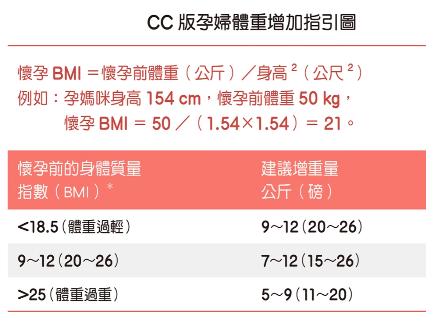 CC 版孕婦體重增加指引圖
懷孕 BMI＝懷孕前體重（公斤）／身高²（公尺²）
例如：孕媽咪身高 154 cm，懷孕前體重 50 kg，
懷孕 BMI = 50 ／（1.54×1.54）= 21。
懷孕前的身體質量 建議增重量
指數（BMI）* 公斤（磅）
<18.5（體重過輕） 9～12（20～26）
9～12（20～26） 7～12（15～26）
>25（體重過重） 5～9（11～20）